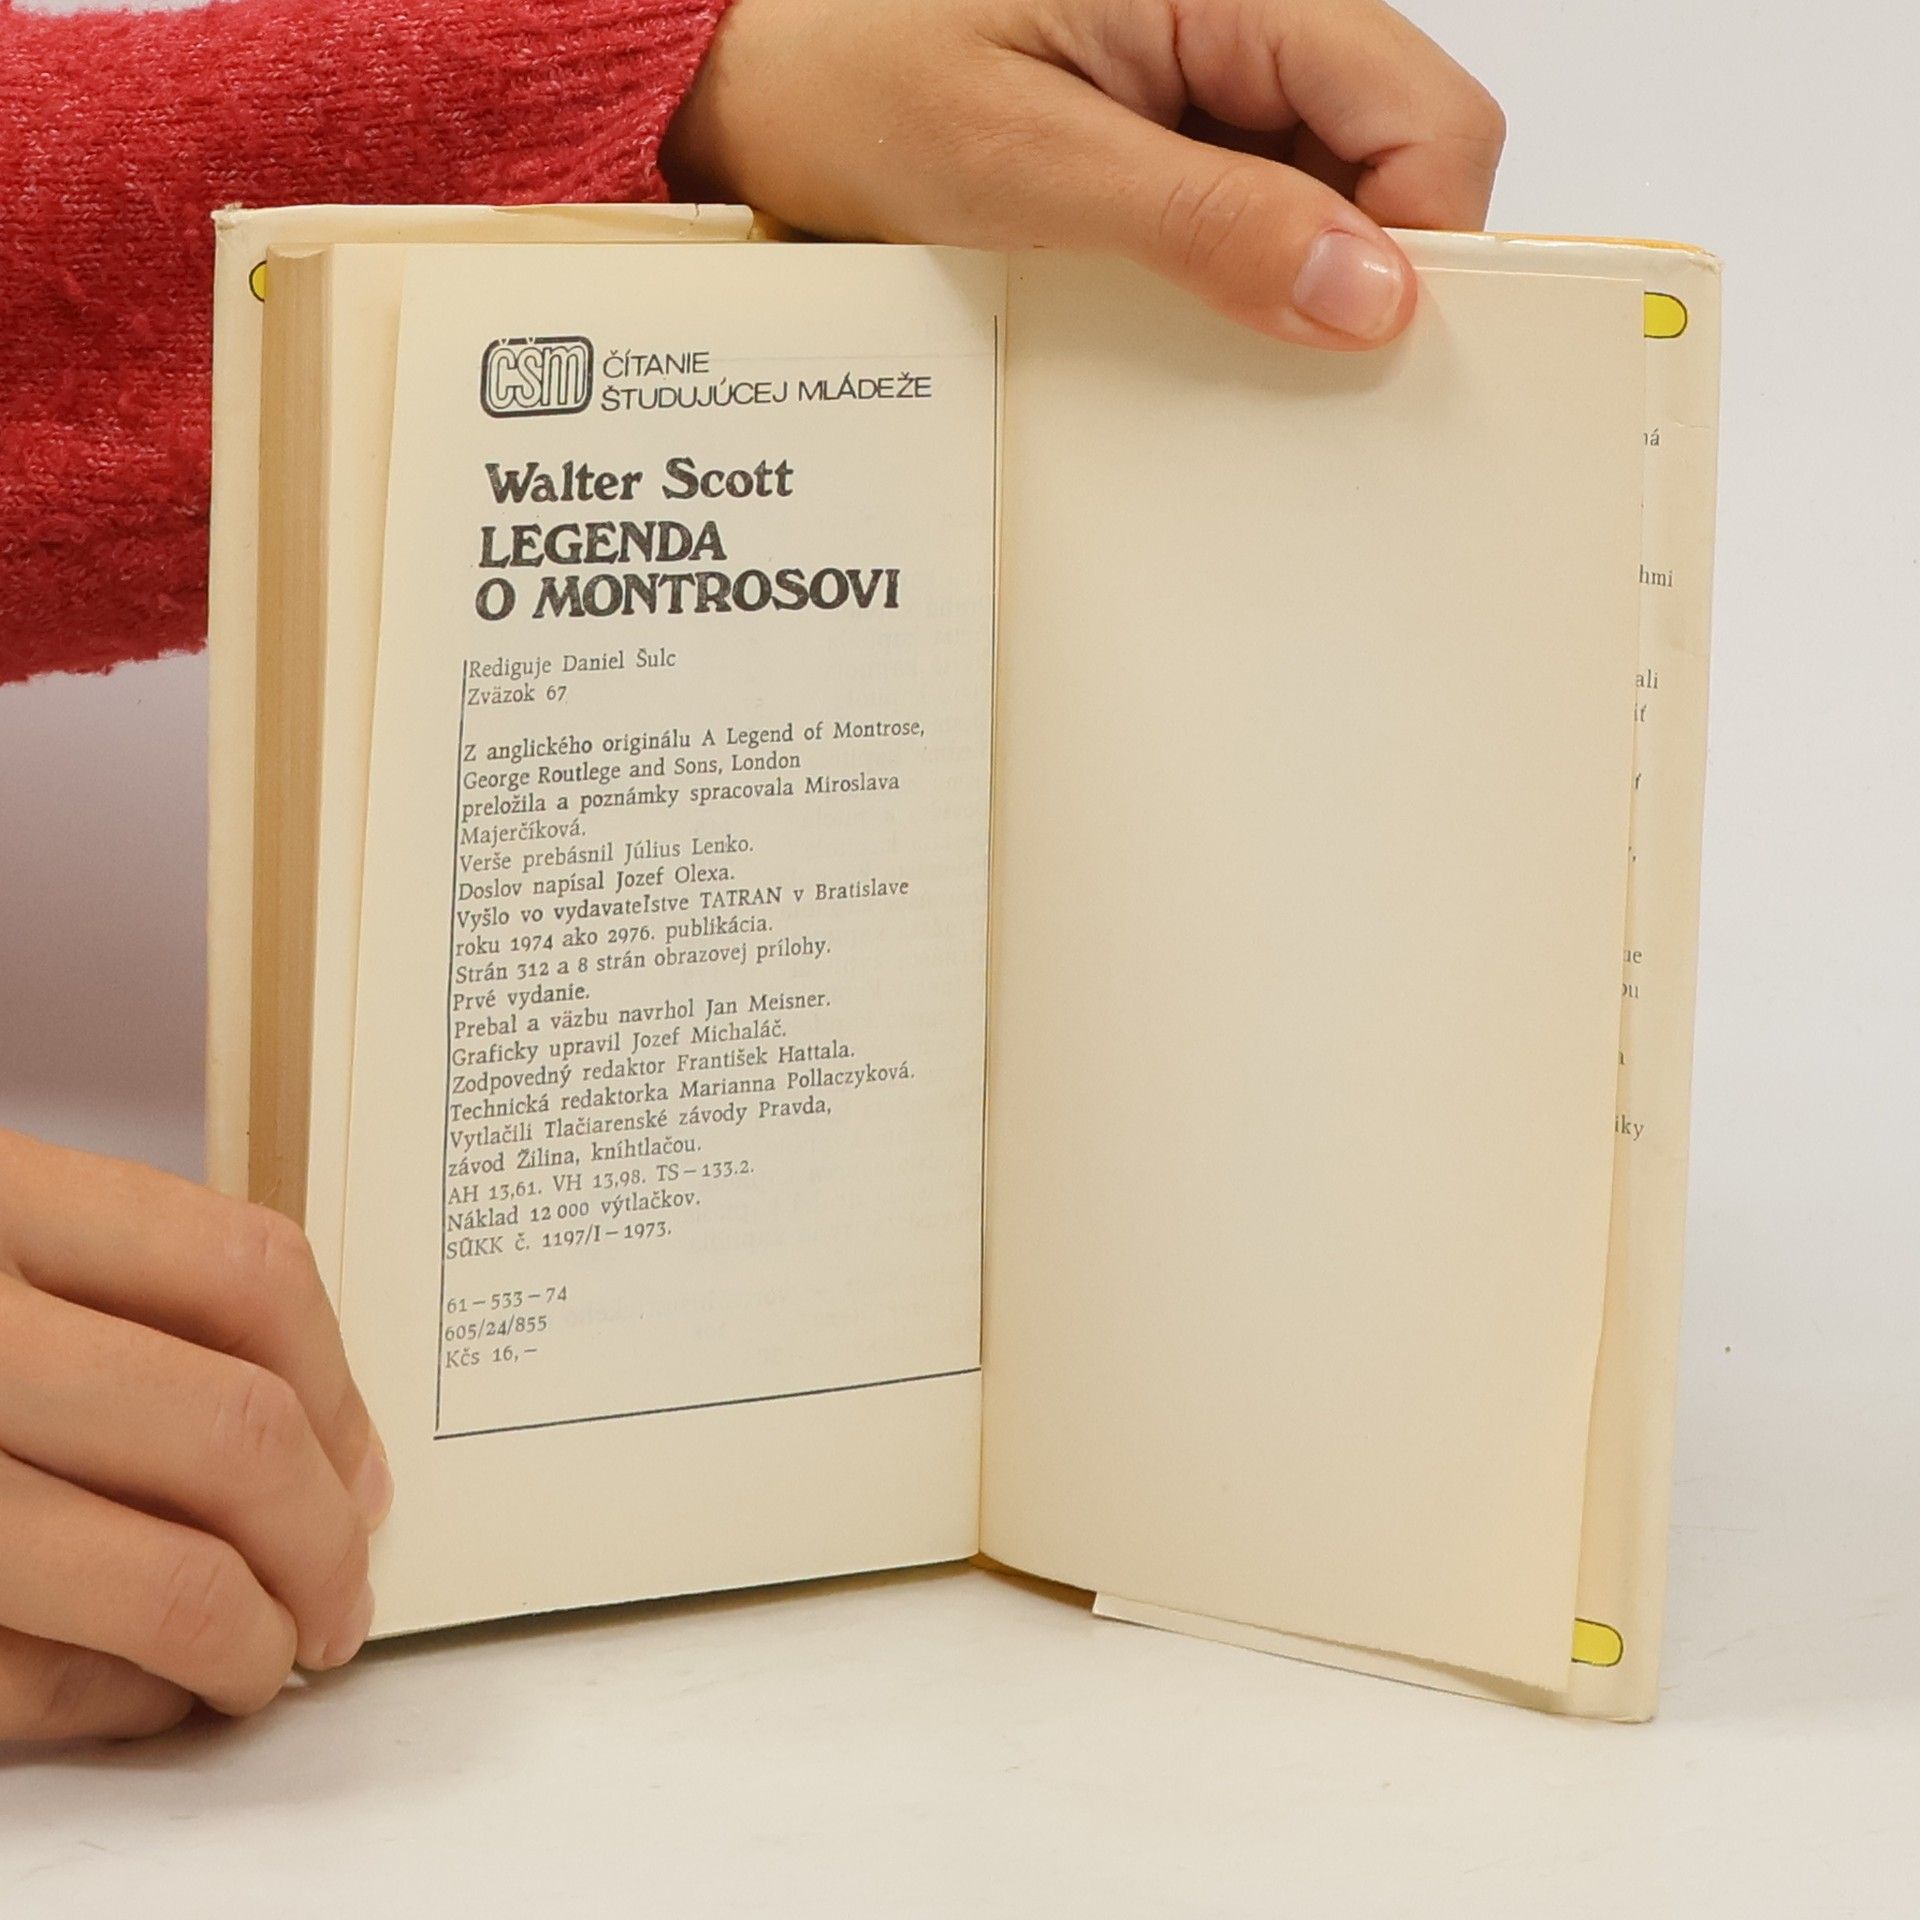 ČŠM ČÍTANIE
ŠTUDUJÚCEJ MLÁDEŽE
Walter Scott
LEGENDA
O MONTROSOVI
Rediguje Daniel Šulc
Zväzok 67
Z anglického originálu A Legend of Montrose,
George Routlege and Sons, London
preložila a poznámky spracovala Miroslava
Majerčíková.
Verše prebásnil Július Lenko.
Doslov napísal Jozef Olexa.
Vyšlo vo vydavateľstve TATRAN v Bratislave
roku 1974 ako 2976. publikácia.
Strán 312 a 8 strán obrazovej prílohy.
Prvé vydanie.
Prebal a väzbu navrhol Jan Meisner.
Graficky upravil Jozef Michaláč.
Zodpovedný redaktor František Hattala.
Technická redaktorka Marianna Pollaczyková.
Vytlačili Tlačiarenské závody Pravda,
závod Žilina, kníhtlačou.
AH 13,61. VH 13,98. TS – 133.2.
Náklad 12 000 výtlačkov.
SÚKK č. 1197/I – 1973.
61 – 533 – 74
605/24/855
Kčs 16,–